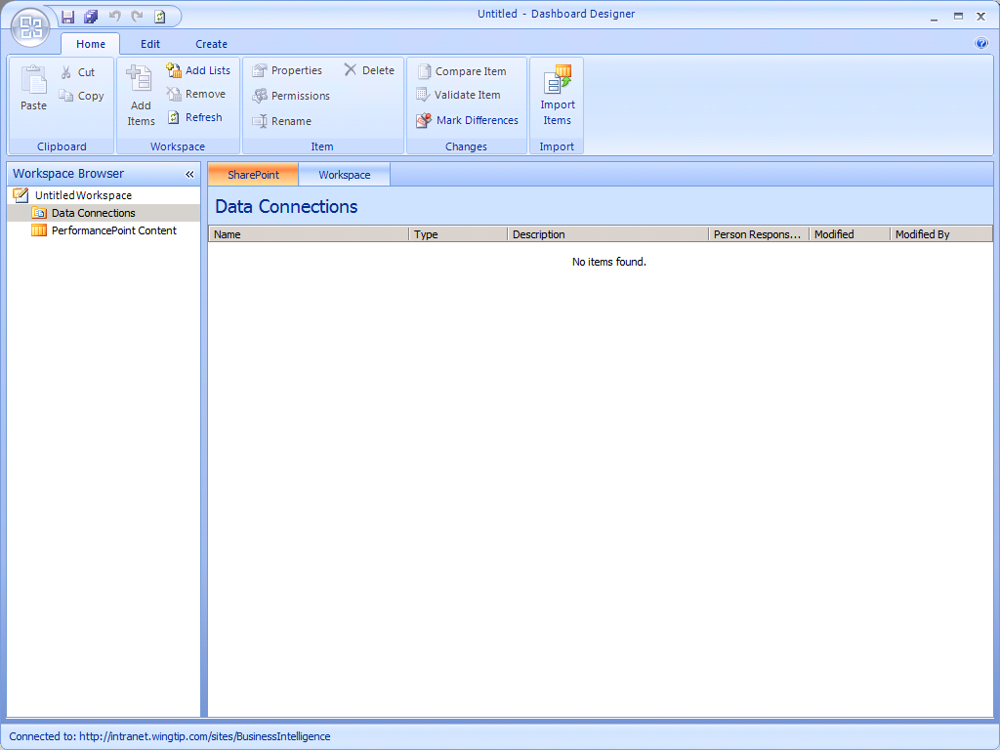 Untitled - Dashboard Designer
Home Edit Create
Paste Cut Copy
Add Items Add Lists Remove Refresh
Properties Delete Permissions Rename
Compare Item Validate Item Mark Differences
Import Items
Clipboard Workspace Item Changes Import
Workspace Browser «
SharePoint Workspace
Untitled Workspace
Data Connections
PerformancePoint Content
Data Connections
Name Type Description Person Respons... Modified Modified By
No items found.
Connected to: http://intranet.wingtip.com/sites/BusinessIntelligence